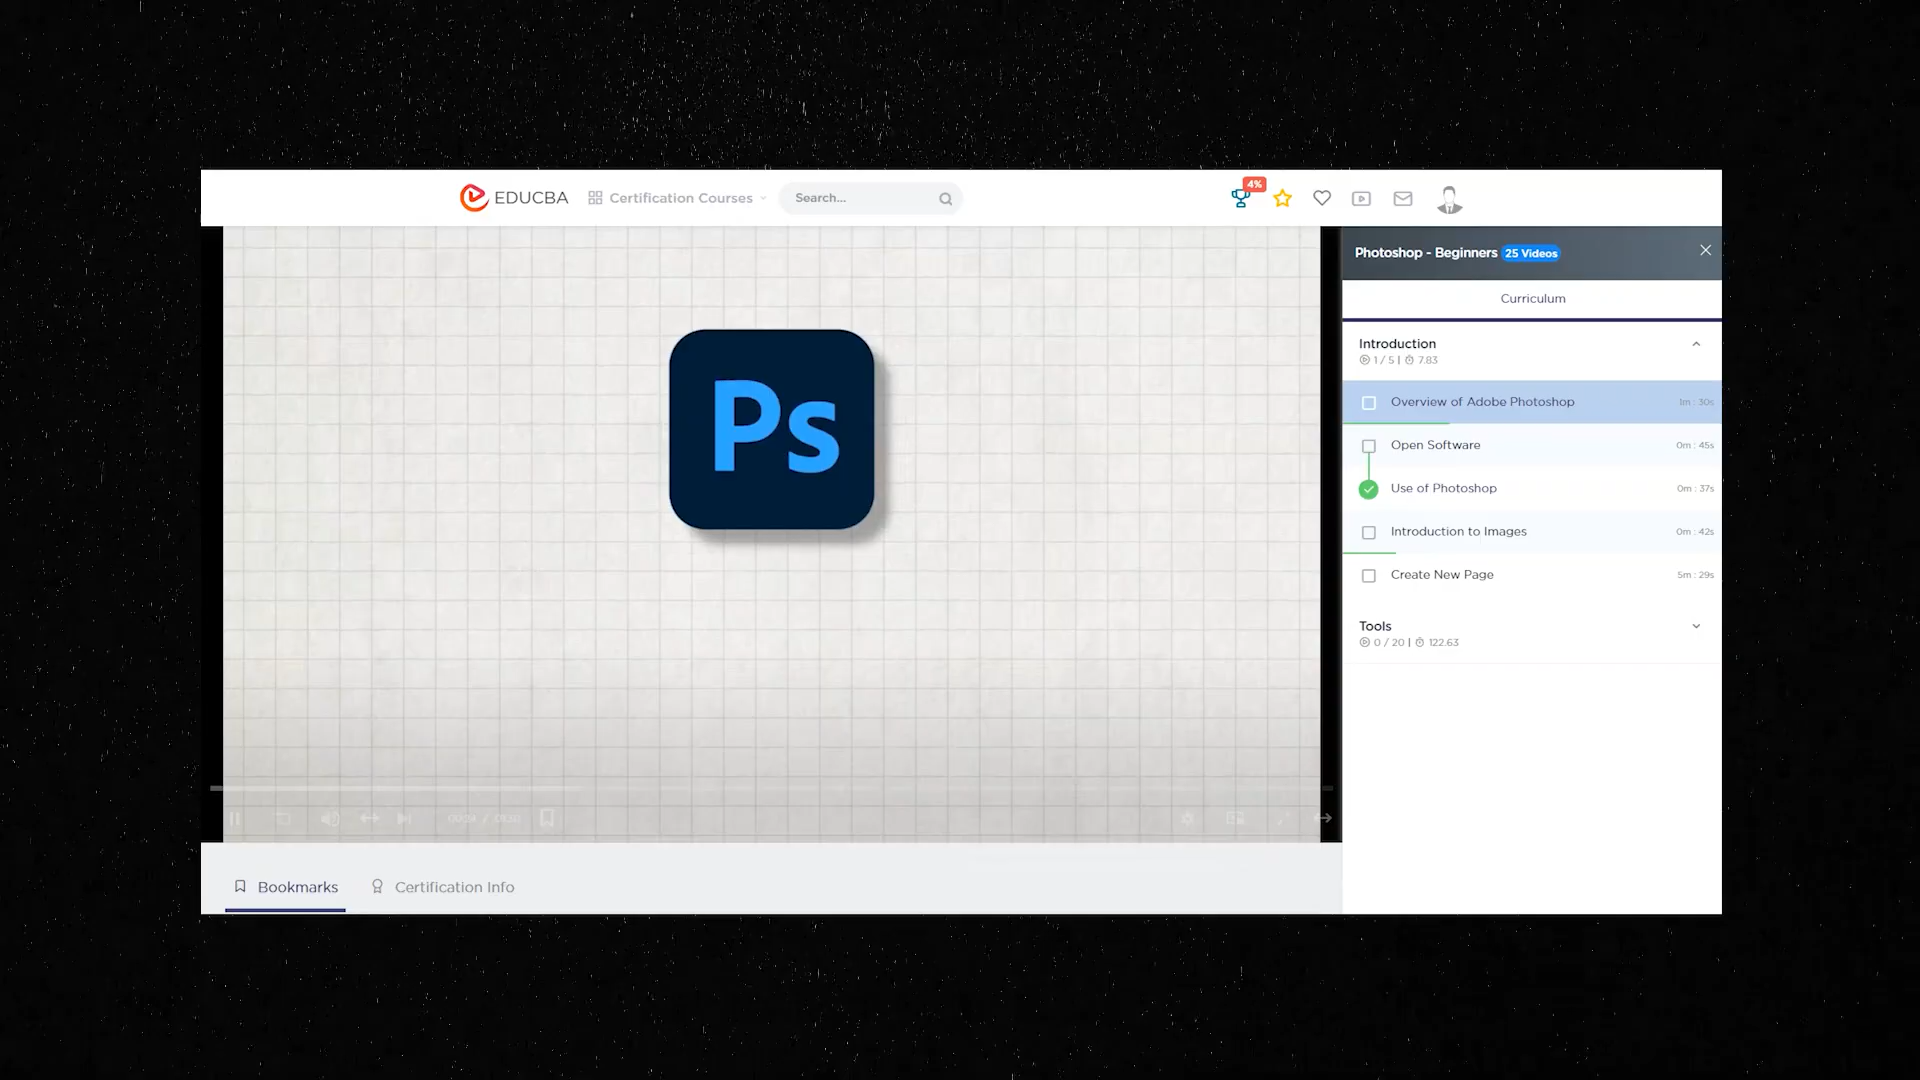 EDUCBA
Certification Courses
Search...
4%
Ps
Photoshop - Beginners 25 Videos
Curriculum
Introduction
1 / 5 | 7.83
Overview of Adobe Photoshop 1m : 30s
Open Software 0m : 45s
Use of Photoshop 0m : 37s
Introduction to Images 0m : 42s
Create New Page 5m : 29s
Tools
0 / 20 | 122.63
Bookmarks
Certification Info